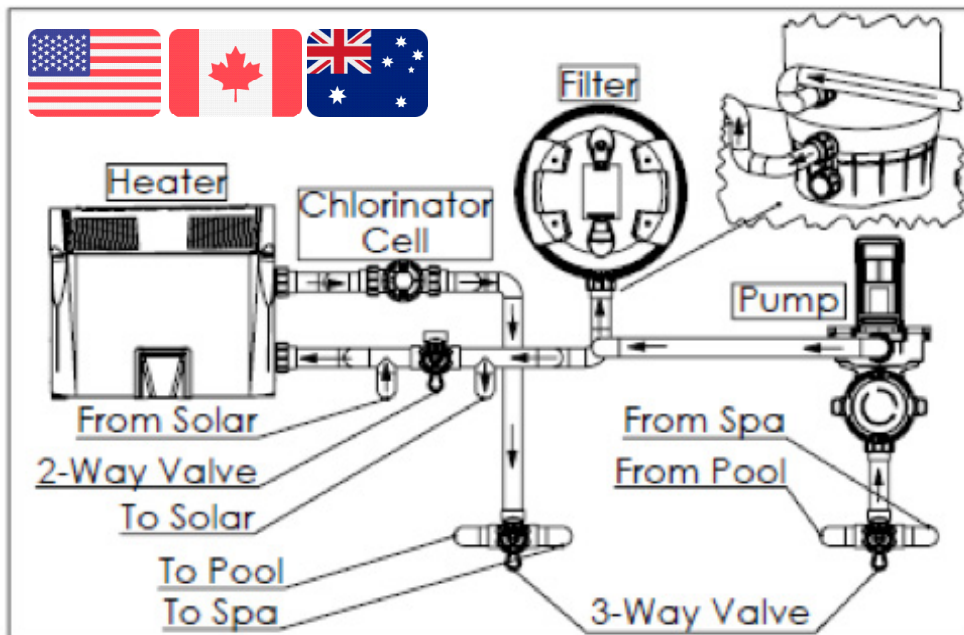 Filter
Heater
Chlorinator
Cell
Pump
From Solar
2-Way Valve
To Solar
From Spa
From Pool
To Pool
To Spa
3-Way Valve